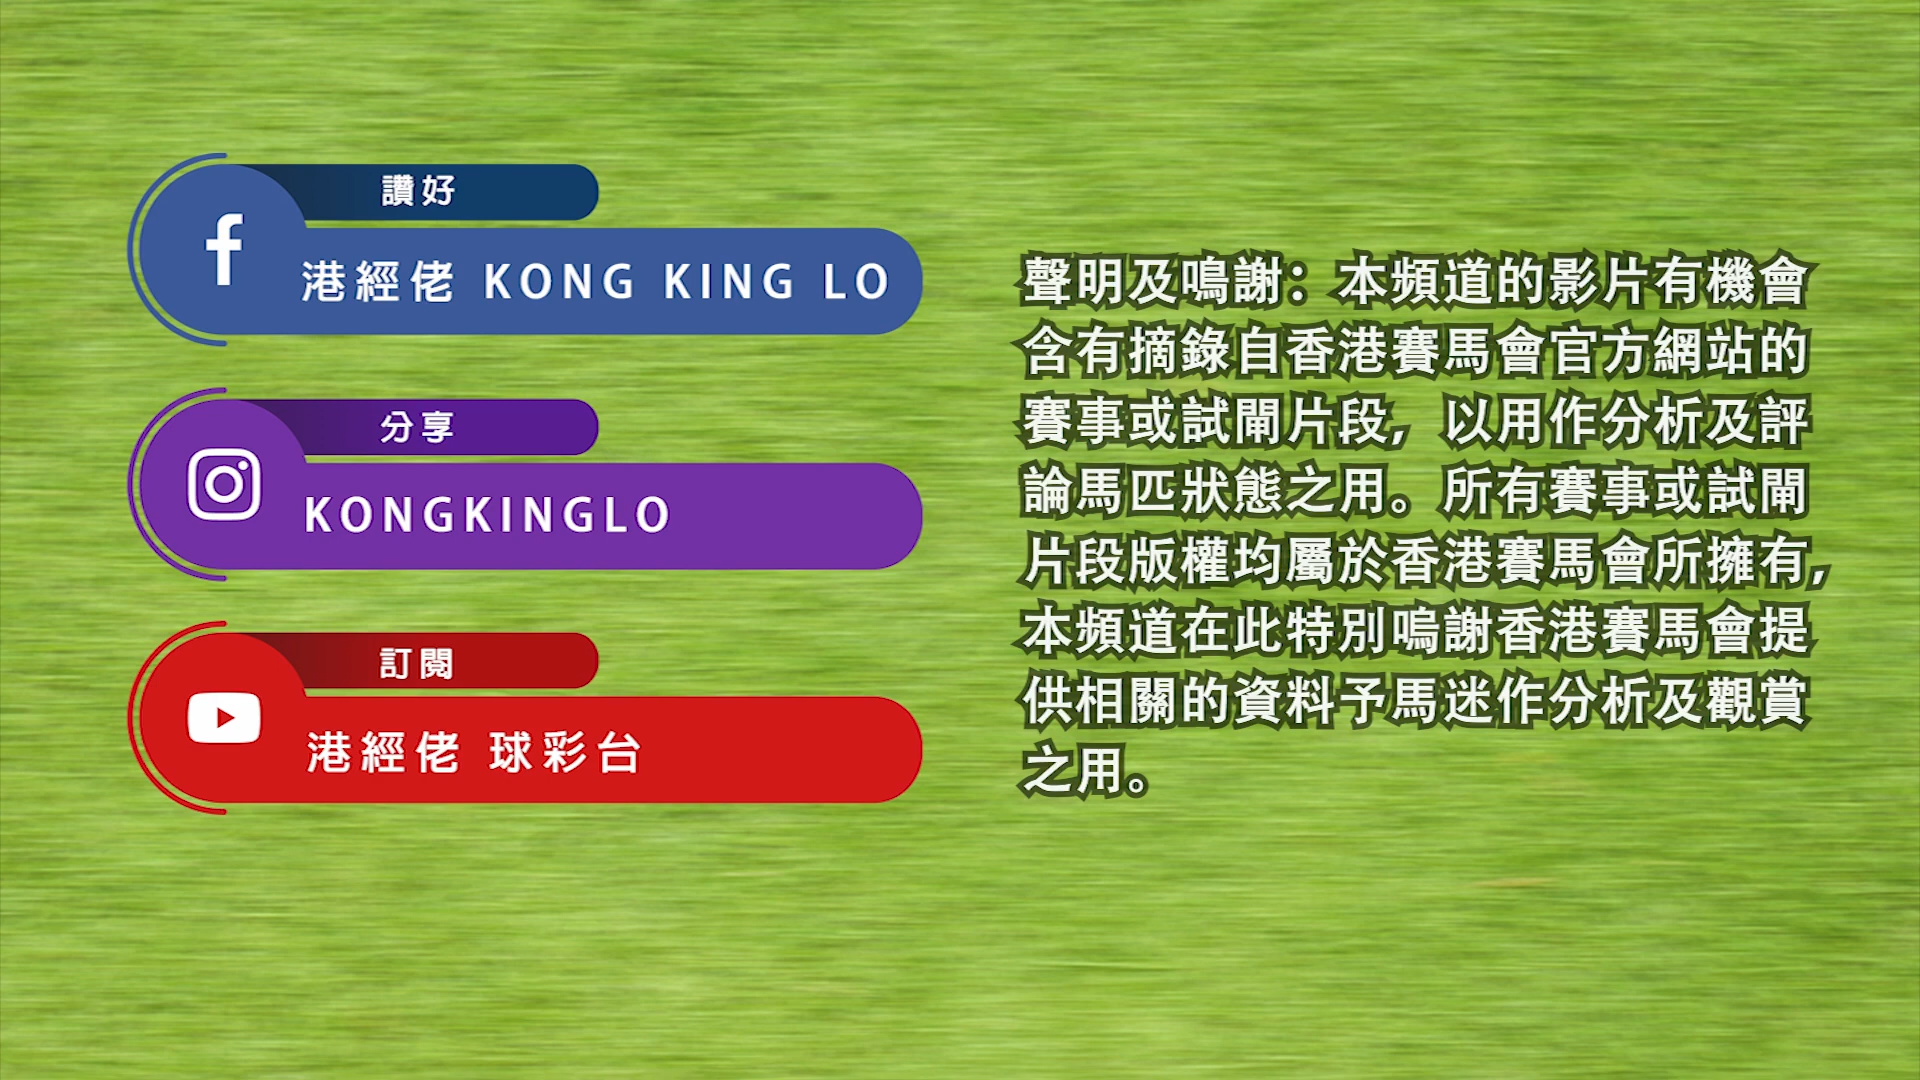 讚好
港經佬 KONG KING LO
分享
KONGKINGLO
訂閱
港經佬 球彩台
聲明及鳴謝：本頻道的影片有機會
含有摘錄自香港賽馬會官方網站的
賽事或試閘片段，以用作分析及評
論馬匹狀態之用。所有賽事或試閘
片段版權均屬於香港賽馬會所擁有，
本頻道在此特別嗚謝香港賽馬會提
供相關的資料予馬迷作分析及觀賞
之用。